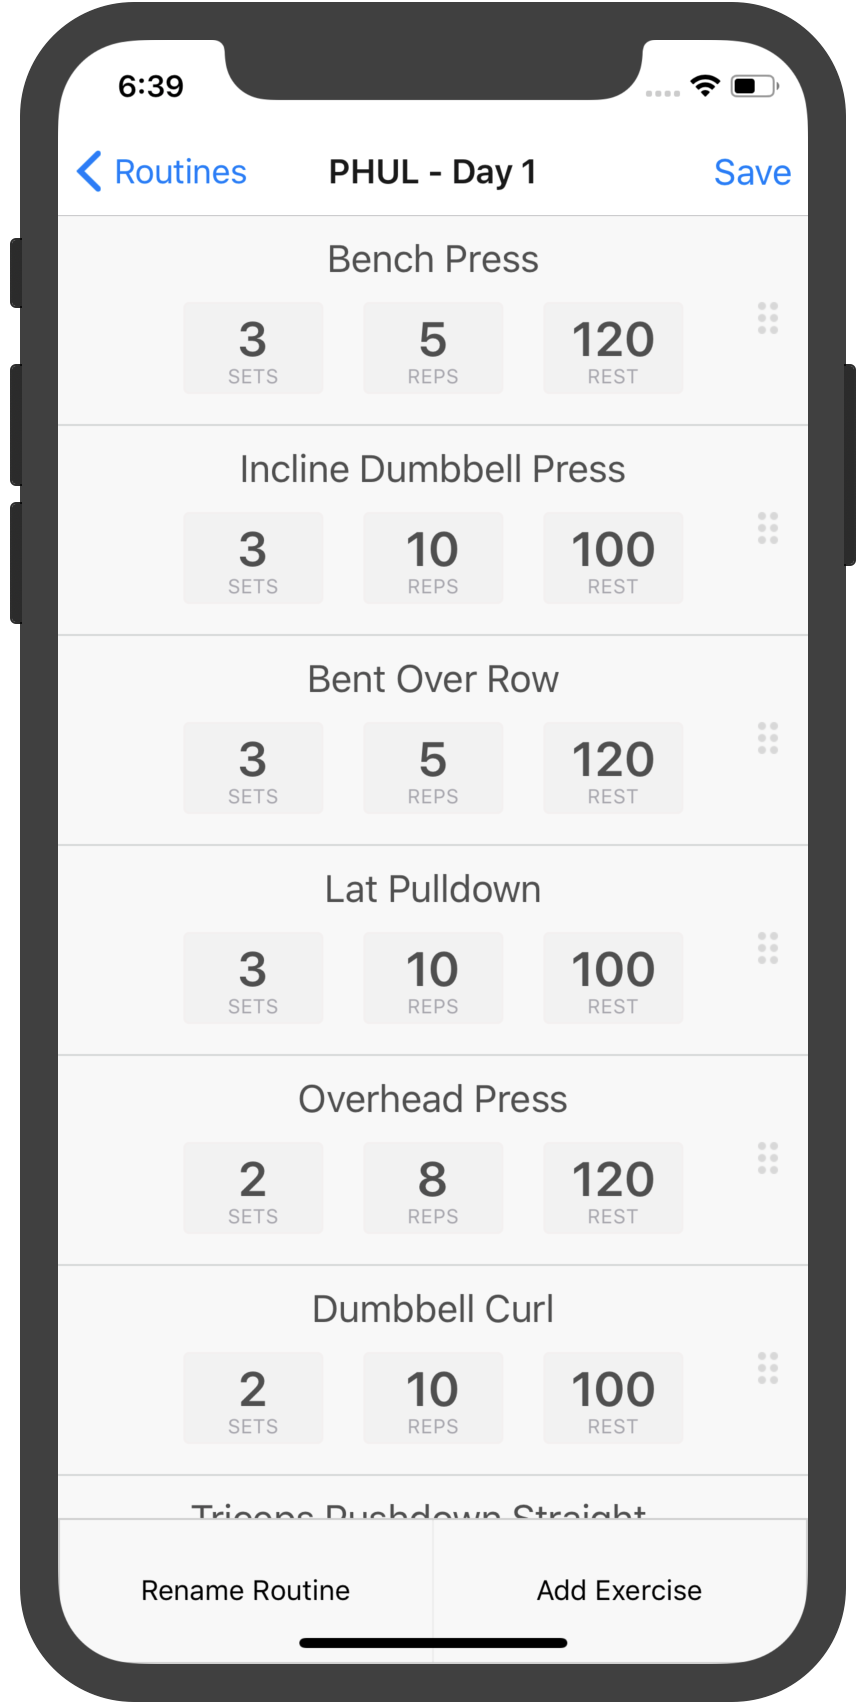 6:39
Routines PHUL - Day 1 Save
Bench Press
3 5 120
SETS REPS REST
Incline Dumbbell Press
3 10 100
SETS REPS REST
Bent Over Row
3 5 120
SETS REPS REST
Lat Pulldown
3 10 100
SETS REPS REST
Overhead Press
2 8 120
SETS REPS REST
Dumbbell Curl
2 10 100
SETS REPS REST
Triceps Pushdown Straight
Rename Routine Add Exercise